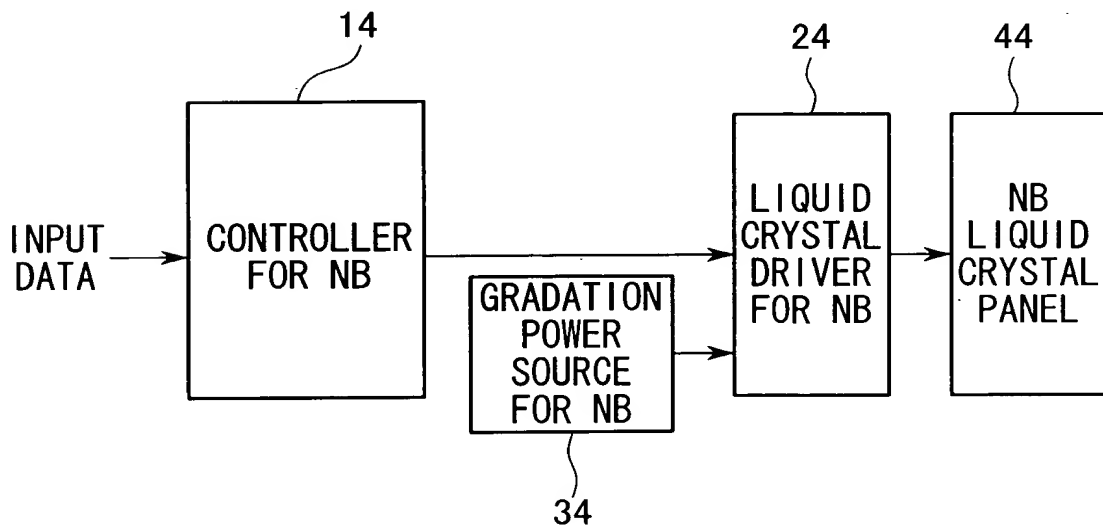 14
24
44
INPUT
DATA
CONTROLLER
FOR NB
LIQUID
CRYSTAL
DRIVER
FOR NB
NB
LIQUID
CRYSTAL
PANEL
GRADATION
POWER
SOURCE
FOR NB
34